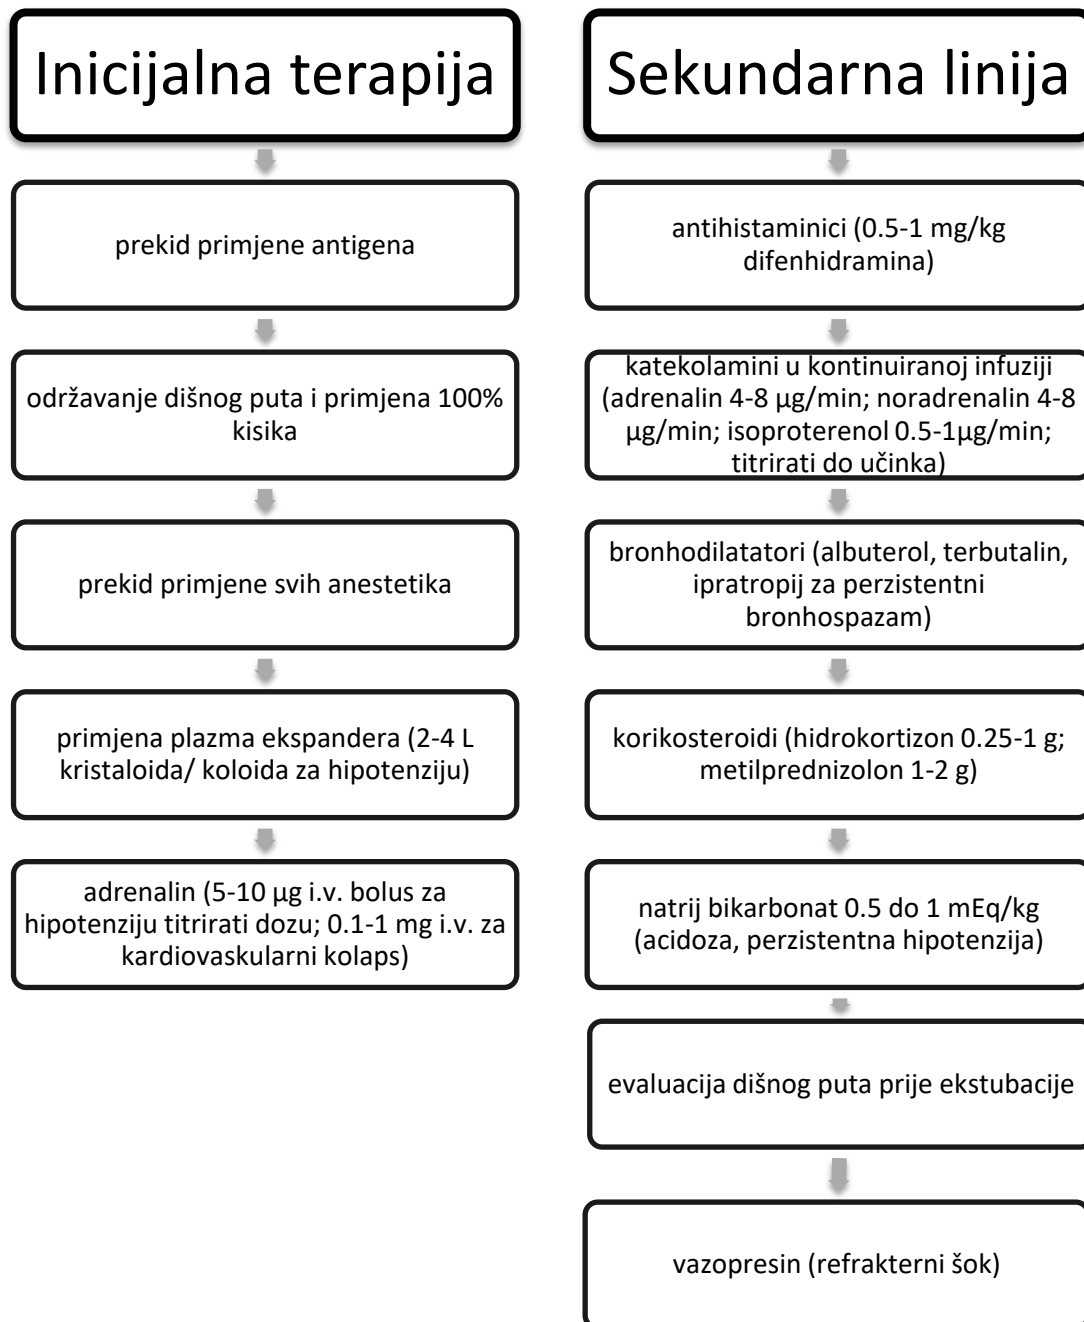 Inicijalna terapija
prekid primjene antigena
održavanje dišnog puta i primjena 100%
kisika
prekid primjene svih anestetika
primjena plazma ekspandera (2-4 L
kristaloida/ koloida za hipotenziju)
adrenalin (5-10 µg i.v. bolus za
hipotenziju titrirati dozu; 0.1-1 mg i.v. za
kardiovaskularni kolaps)
Sekundarna linija
antihistaminici (0.5-1 mg/kg
difenhidramina)
katekolamini u kontinuiranoj infuziji
(adrenalin 4-8 µg/min; noradrenalin 4-8
µg/min; isoproterenol 0.5-1µg/min;
titrirati do učinka)
bronhodilatatori (albuterol, terbutalin,
ipratropij za perzistentni
bronhospazam)
korikosteroidi (hidrokortizon 0.25-1 g;
metilprednizolon 1-2 g)
natrij bikarbonat 0.5 do 1 mEq/kg
(acidoza, perzistentna hipotenzija)
evaluacija dišnog puta prije ekstubacije
vazopresin (refrakterni šok)